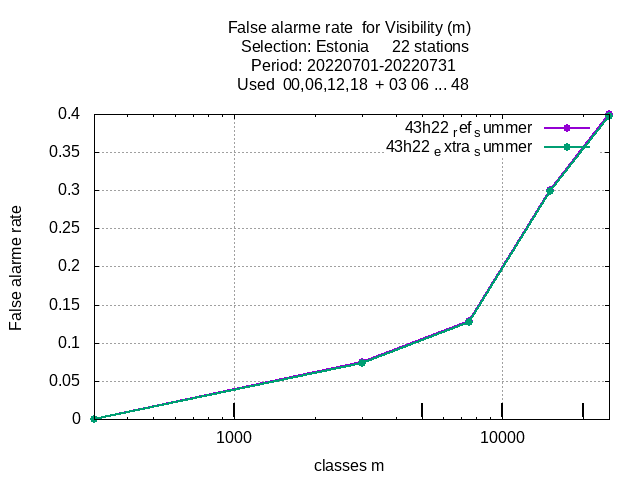 False alarme rate for Visibility (m)
Selection: Estonia 22 stations
Period: 20220701-20220731
Used 00,06,12,18 + 03 06 ... 48
0.4
0.35
0.3
0.25
0.2
0.15
0.1
0.05
0
False alarme rate
43h22 ref summer
43h22 extra summer
1000
10000
classes m